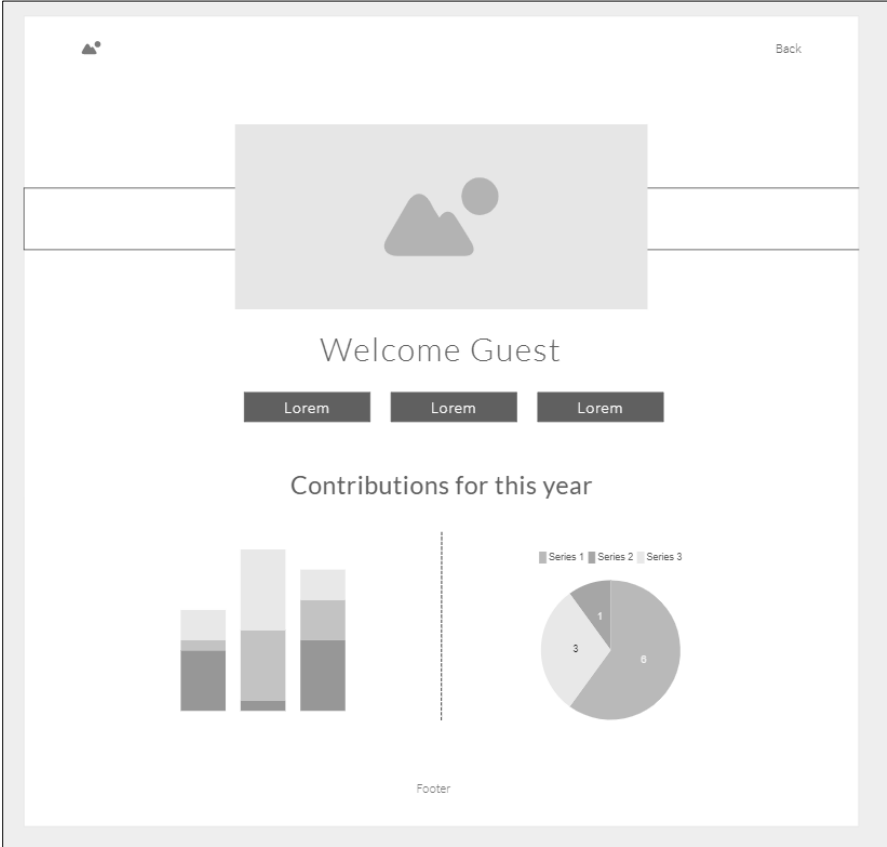 Back
Welcome Guest
Lorem Lorem Lorem
Contributions for this year
Series 1 Series 2 Series 3
1
3
6
Footer